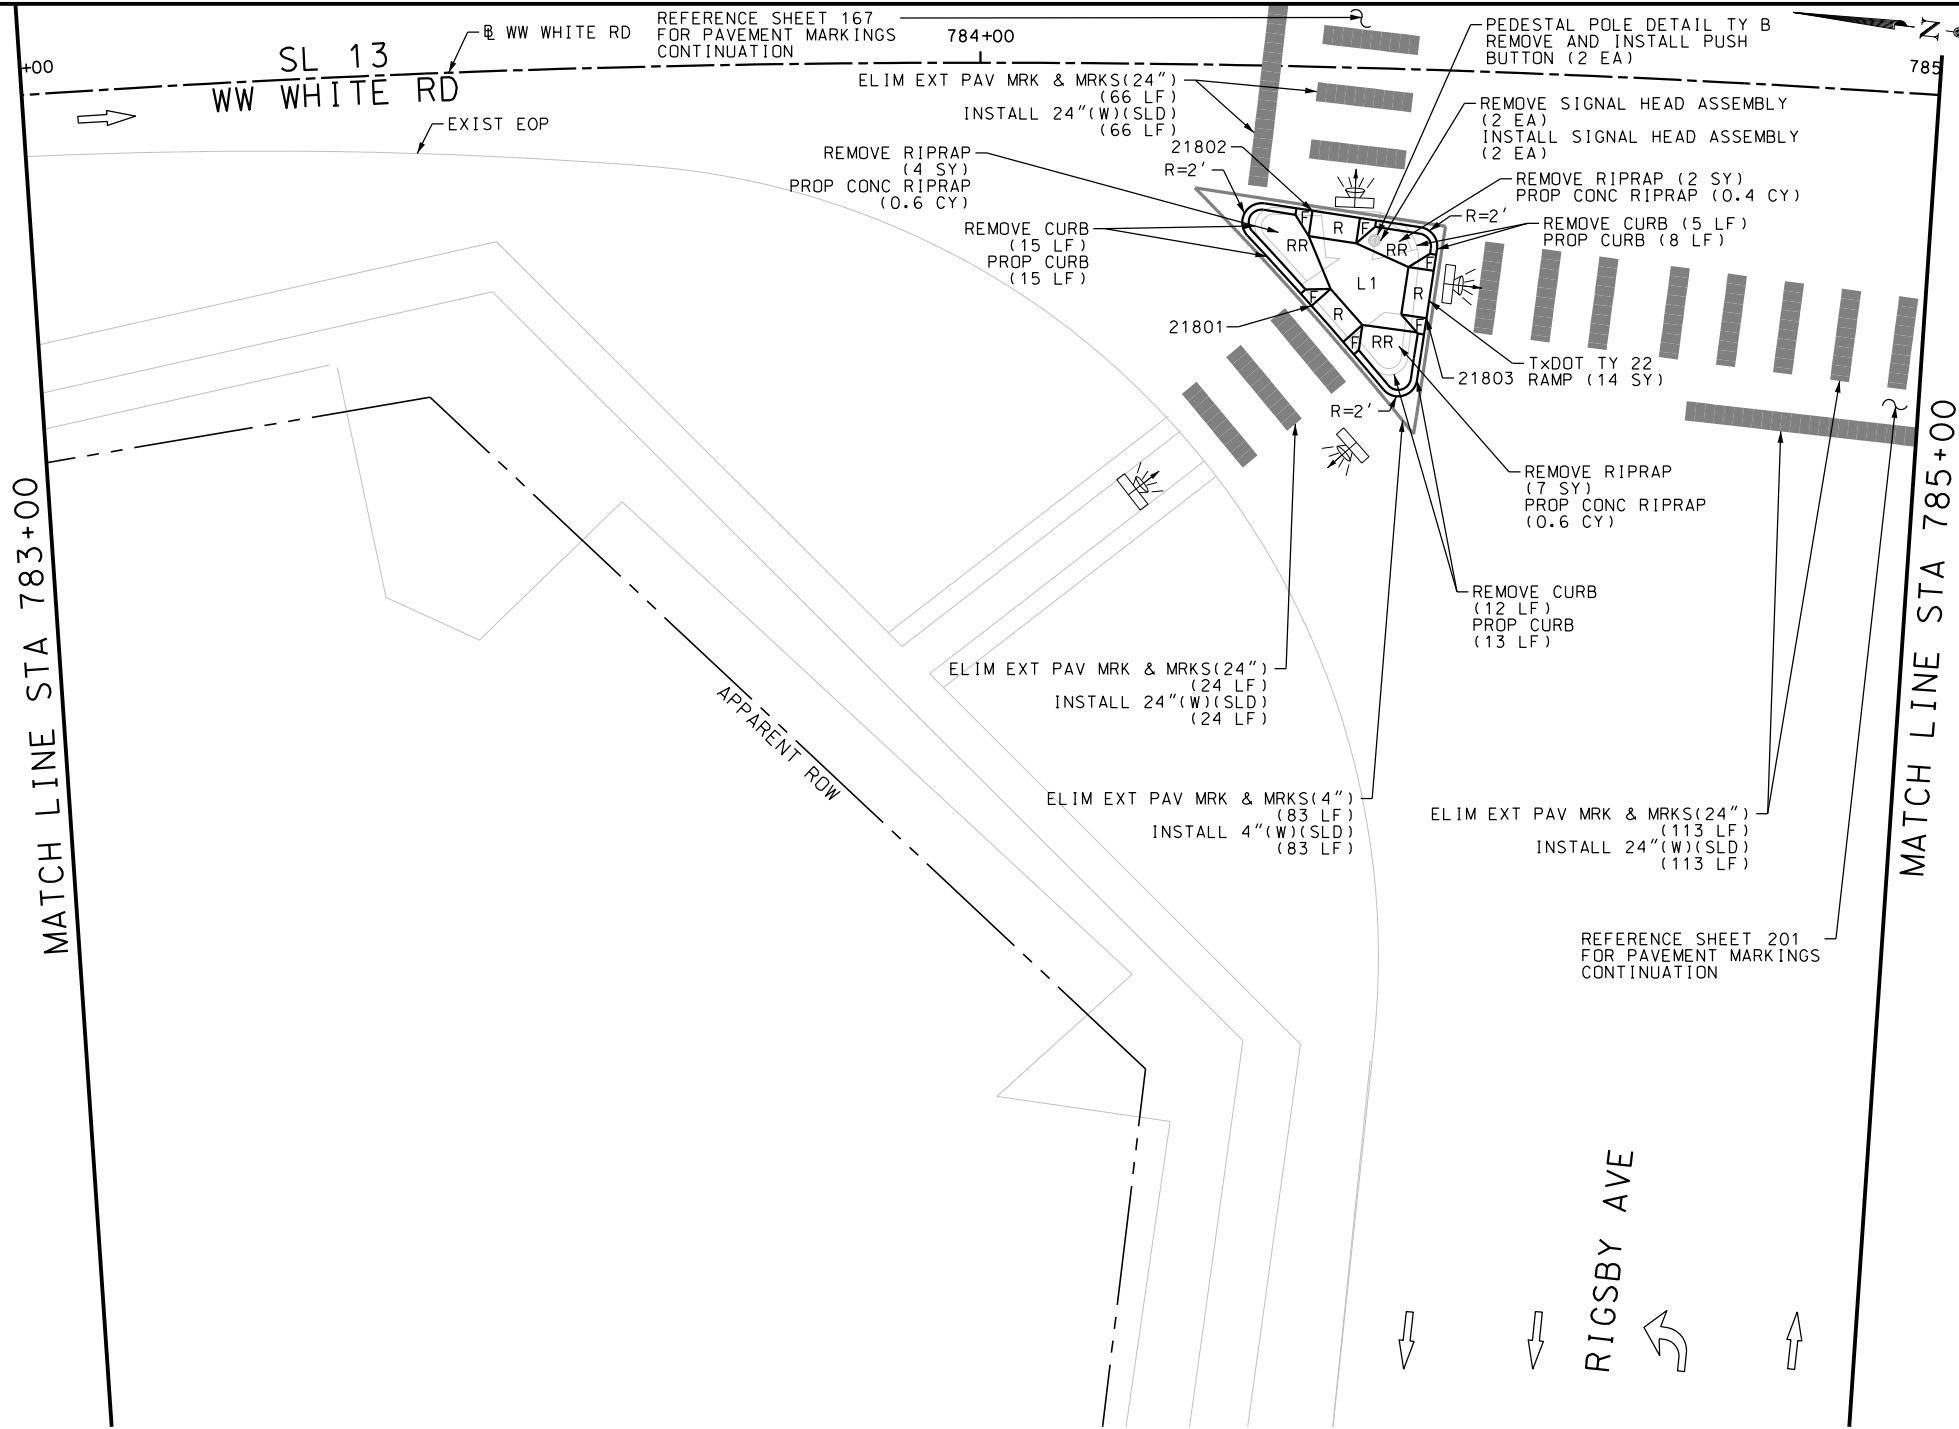 +00
SL 13
WW WHITE RD
℄ WW WHITE RD
EXIST EOP
REFERENCE SHEET 167
FOR PAVEMENT MARKINGS
CONTINUATION
784+00
ELIM EXT PAV MRK & MRKS(24")
(66 LF)
INSTALL 24"(W)(SLD)
(66 LF)
REMOVE RIPRAP
(4 SY)
PROP CONC RIPRAP
(0.6 CY)
REMOVE CURB
(15 LF)
PROP CURB
(15 LF)
21802
R=2'
21801
PEDESTAL POLE DETAIL TY B
REMOVE AND INSTALL PUSH
BUTTON (2 EA)
N
785
REMOVE SIGNAL HEAD ASSEMBLY
(2 EA)
INSTALL SIGNAL HEAD ASSEMBLY
(2 EA)
REMOVE RIPRAP (2 SY)
PROP CONC RIPRAP (0.4 CY)
R=2'
REMOVE CURB (5 LF)
PROP CURB (8 LF)
F
R
F
RR
RR
F
L1
R
F
R
F
F
RR
TxDOT TY 22
RAMP (14 SY)
21803
R=2'
REMOVE RIPRAP
(7 SY)
PROP CONC RIPRAP
(0.6 CY)
REMOVE CURB
(12 LF)
PROP CURB
(13 LF)
ELIM EXT PAV MRK & MRKS(24")
(24 LF)
INSTALL 24"(W)(SLD)
(24 LF)
ELIM EXT PAV MRK & MRKS(4")
(83 LF)
INSTALL 4"(W)(SLD)
(83 LF)
ELIM EXT PAV MRK & MRKS(24")
(113 LF)
INSTALL 24"(W)(SLD)
(113 LF)
REFERENCE SHEET 201
FOR PAVEMENT MARKINGS
CONTINUATION
MATCH LINE STA 783+00
APPARENT ROW
MATCH LINE STA 785+00
RIGSBY AVE